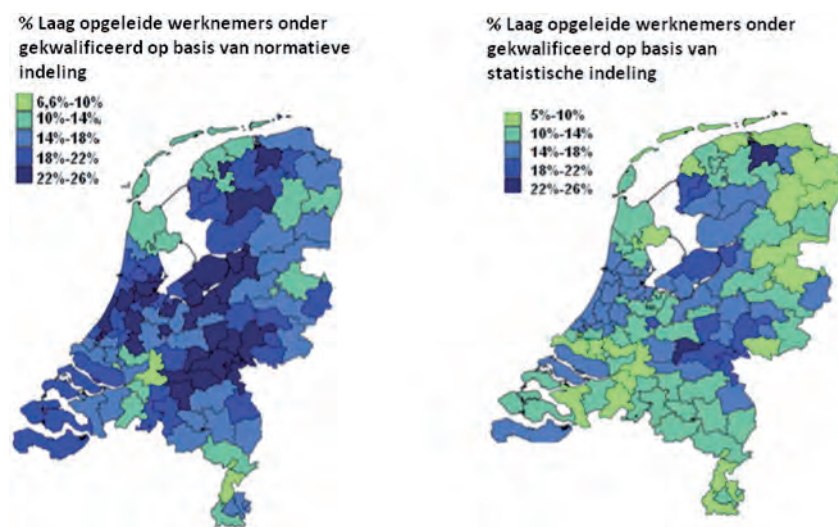 % Laag opgeleide werknemers onder
gekwalificeerd op basis van normatieve
indeling
6,6%-10%
10%-14%
14%-18%
18%-22%
22%-26%
% Laag opgeleide werknemers onder
gekwalificeerd op basis van
statistische indeling
5%-10%
10%-14%
14%-18%
18%-22%
22%-26%